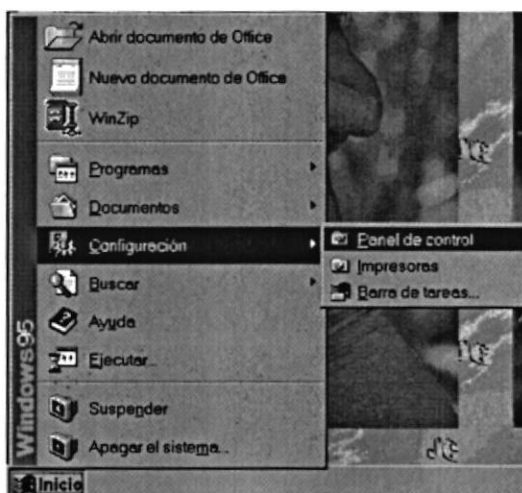 Abrir documento de Office
Nuevo documento de Office
WinZip
Programas
Documentos
Configuración
Buscar
Ayuda
Ejecutar...
Suspender
Apagar el sistema...
Panel de control
Impresoras
Barra de tareas...
Windows95
Inicio